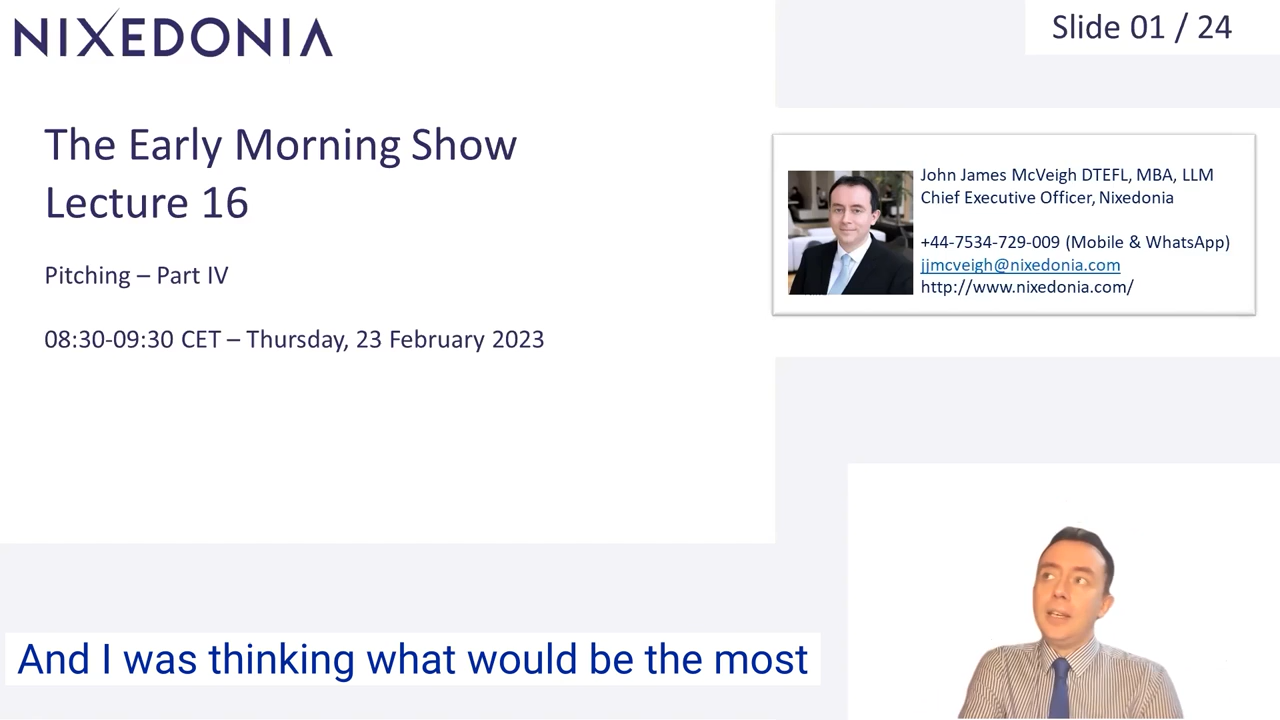 NIXEDONIA
Slide 01 / 24
The Early Morning Show
Lecture 16
Pitching – Part IV
08:30-09:30 CET – Thursday, 23 February 2023
John James McVeigh DTEFL, MBA, LLM
Chief Executive Officer, Nixedonia
+44-7534-729-009 (Mobile & WhatsApp)
jjmcveigh@nixedonia.com
http://www.nixedonia.com/
And I was thinking what would be the most